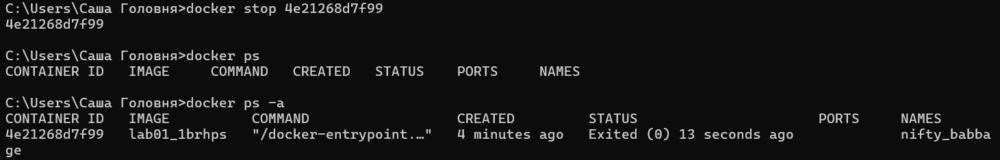 C:\Users\Саша Головня>docker stop 4e21268d7f99
4e21268d7f99
C:\Users\Саша Головня>docker ps
CONTAINER ID   IMAGE     COMMAND   CREATED   STATUS    PORTS     NAMES
C:\Users\Саша Головня>docker ps -a
CONTAINER ID   IMAGE          COMMAND                  CREATED         STATUS                      PORTS     NAMES
4e21268d7f99   lab01_1brhps   "/docker-entrypoint.…"   4 minutes ago   Exited (0) 13 seconds ago             nifty_babba
ge